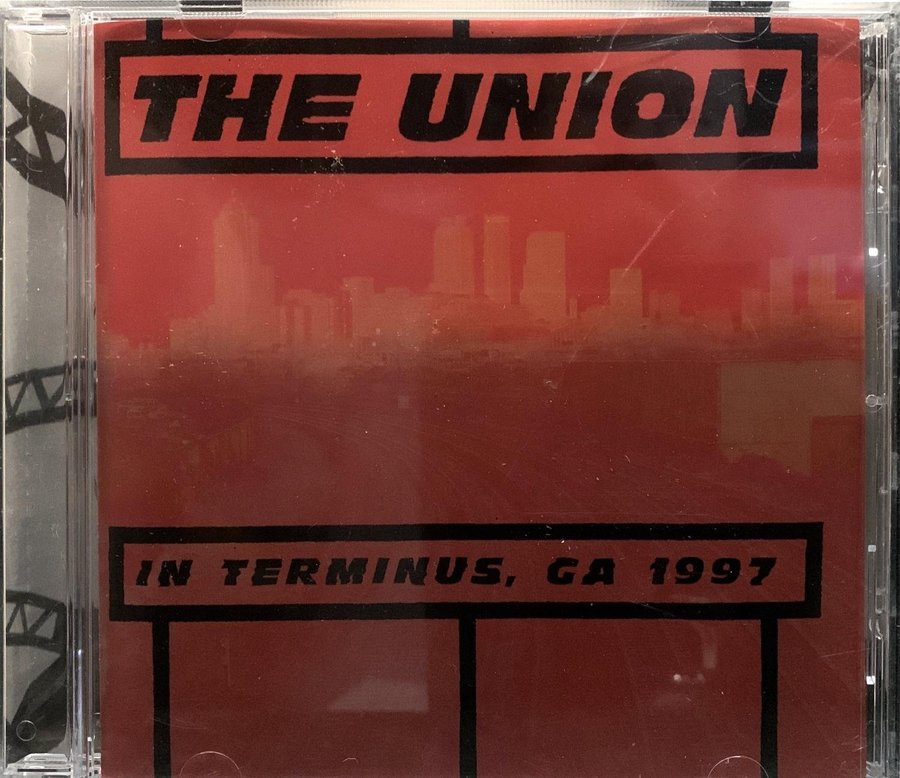 THE UNION
IN TERMINUS, GA 1997